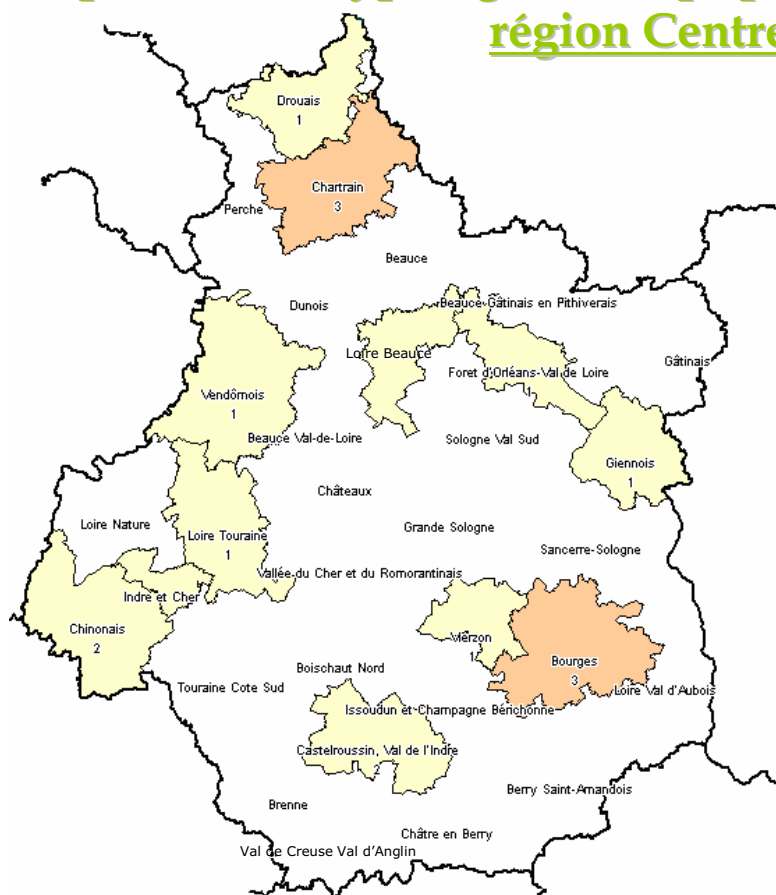 région Centre
Drouais
1
Chartrain
3
Perche
Beauce
Dunois
Beauce Gâtinais en Pithiverais
Loire Beauce
Gâtinais
Foret d'Orléans-Val de Loire
1
Vendômois
1
Beauce Val-de-Loire
Sologne Val Sud
Giennois
1
Châteaux
Loire Nature
Loire Touraine
1
Grande Sologne
Sancerre-Sologne
Vallée du Cher et du Romorantinais
Indre et Cher
Chinonais
2
Vierzon
1
Bourges
3
Boischaut Nord
Touraine Cote Sud
Loire Val d'Aubois
Issoudun et Champagne Bérichonne
Castelroussin, Val de l'Indre
2
Berry Saint-Amandois
Brenne
Châtre en Berry
Val de Creuse Val d'Anglin